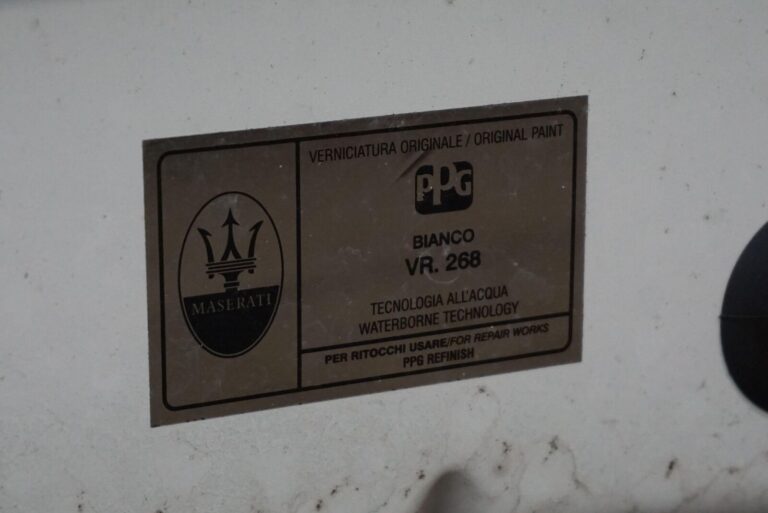 MASERATI
VERNICIATURA ORIGINALE / ORIGINAL PAINT
PPG
BIANCO
VR. 268
TECNOLOGIA ALL'ACQUA
WATERBORNE TECHNOLOGY
PER RITOCCHI USARE/FOR REPAIR WORKS
PPG REFINISH